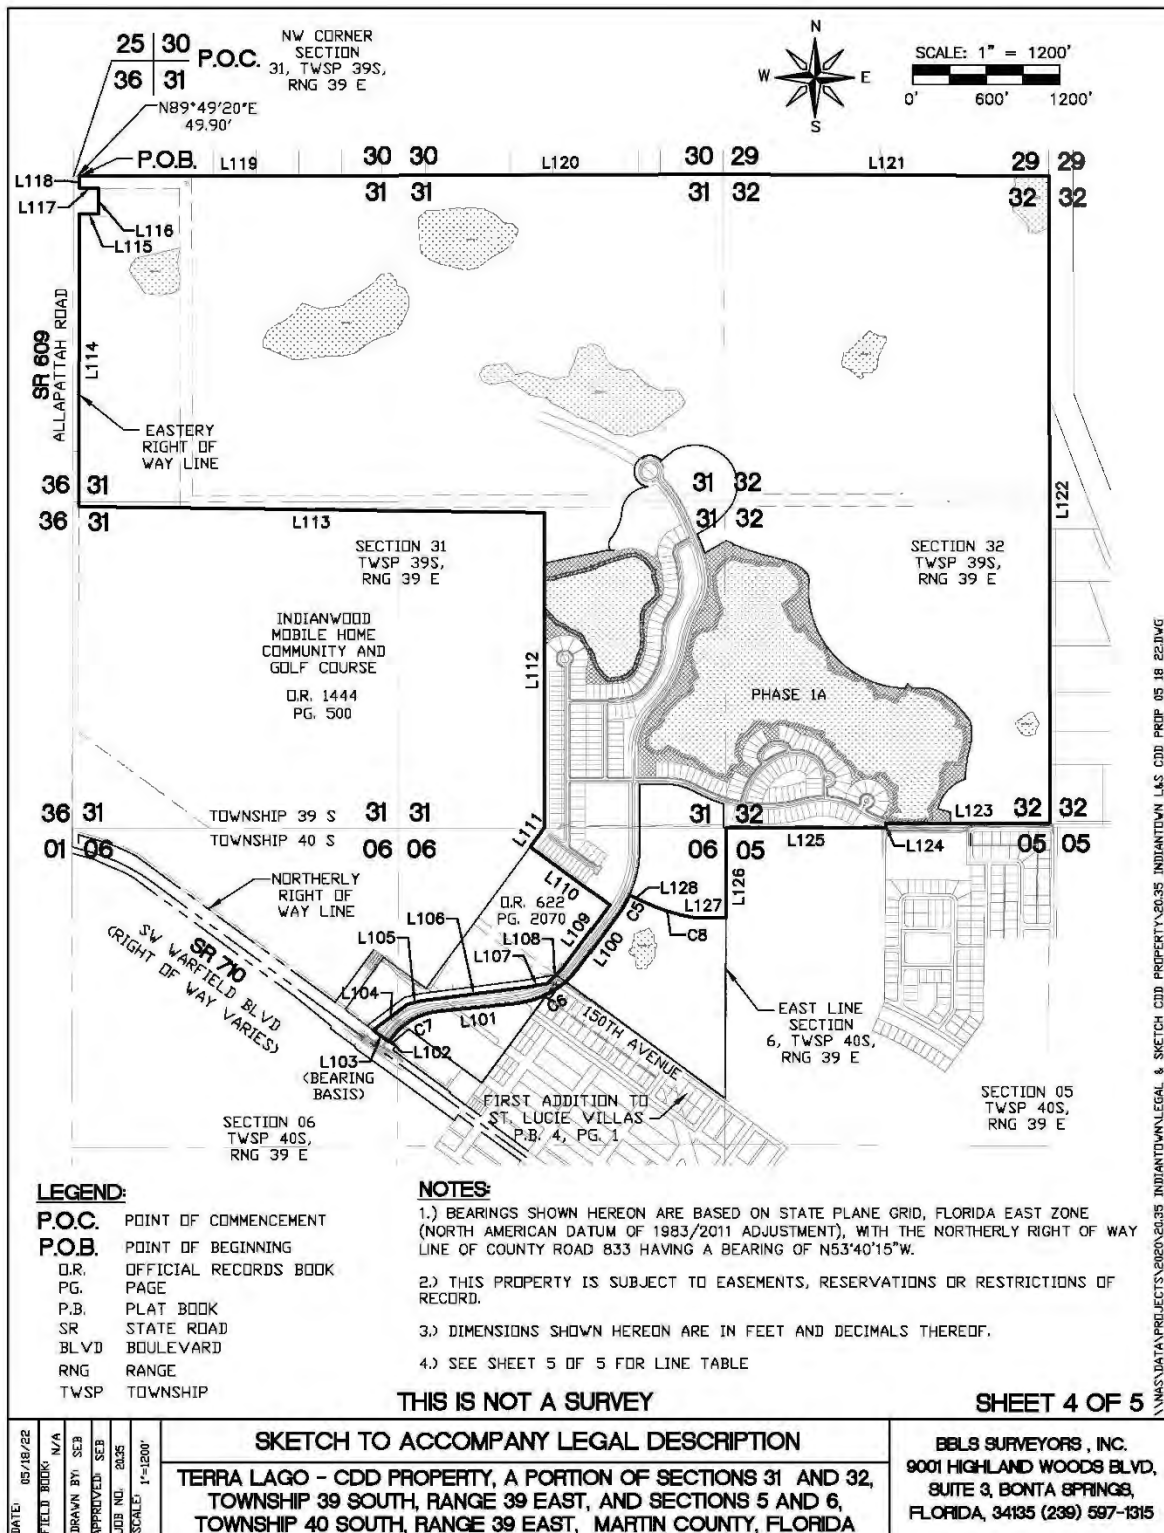 25 30
36 31
P.O.C.
NW CORNER
SECTION
31, TWSP 39S,
RNG 39 E
N89°49'20"E
49.90'
N
W E
S
SCALE: 1" = 1200'
0' 600' 1200'
P.O.B.
L119
30 30
L120
30 29
L121
29 29
L118
31 31
31 32
32 32
L117
L116
L115
SR 609
ALLAPATTAH ROAD
L114
EASTERY
RIGHT OF
WAY LINE
36 31
36 31
L113
31 32
31 32
L122
SECTION 31
TWSP 39S,
RNG 39 E
SECTION 32
TWSP 39S,
RNG 39 E
INDIANWOOD
MOBILE HOME
COMMUNITY AND
GOLF COURSE
O.R. 1444
PG. 500
L112
PHASE 1A
36 31
TOWNSHIP 39 S
31 31
L111
31 32
L123
32 32
01 06
TOWNSHIP 40 S
06 06
06 05
L125
L124
05 05
NORTHERLY
RIGHT OF
WAY LINE
L110
O.R. 622
PG. 2070
L109
L128
C5
L127
L126
C8
L106
L105
L108
L107
L100
SR 710
SW WARFIELD BLVD
(RIGHT OF WAY VARIES)
L104
C7
L101
C6
L102
L103
(BEARING
BASIS)
150TH AVENUE
EAST LINE
SECTION
6, TWSP 40S,
RNG 39 E
FIRST ADDITION TO
ST. LUCIE VILLAS
P.B. 4, PG. 1
SECTION 06
TWSP 40S,
RNG 39 E
SECTION 05
TWSP 40S,
RNG 39 E
LEGEND:
P.O.C. POINT OF COMMENCEMENT
P.O.B. POINT OF BEGINNING
O.R. OFFICIAL RECORDS BOOK
PG. PAGE
P.B. PLAT BOOK
SR STATE ROAD
BLVD BOULEVARD
RNG RANGE
TWSP TOWNSHIP
NOTES:
1.) BEARINGS SHOWN HEREON ARE BASED ON STATE PLANE GRID, FLORIDA EAST ZONE
(NORTH AMERICAN DATUM OF 1983/2011 ADJUSTMENT), WITH THE NORTHERLY RIGHT OF WAY
LINE OF COUNTY ROAD 833 HAVING A BEARING OF N53°40'15"W.
2.) THIS PROPERTY IS SUBJECT TO EASEMENTS, RESERVATIONS OR RESTRICTIONS OF
RECORD.
3.) DIMENSIONS SHOWN HEREON ARE IN FEET AND DECIMALS THEREOF.
4.) SEE SHEET 5 OF 5 FOR LINE TABLE
THIS IS NOT A SURVEY
SHEET 4 OF 5
\\NAS\DATA\PROJECTS\2020\20.35 INDIANTOWN\LEGAL & SKETCH CDD PROPERTY\20.35 INDIANTOWN L&S CDD PROP 05 18 22.DWG
DATE: 05/18/22
FIELD BOOK: N/A
DRAWN BY: SEB
APPROVED: SEB
JOB NO.: 20.35
SCALE: 1"=1200'
SKETCH TO ACCOMPANY LEGAL DESCRIPTION
TERRA LAGO - CDD PROPERTY, A PORTION OF SECTIONS 31 AND 32,
TOWNSHIP 39 SOUTH, RANGE 39 EAST, AND SECTIONS 5 AND 6,
TOWNSHIP 40 SOUTH, RANGE 39 EAST, MARTIN COUNTY, FLORIDA
BBLS SURVEYORS, INC.
9001 HIGHLAND WOODS BLVD,
SUITE 3, BONTA SPRINGS,
FLORIDA, 34135 (239) 597-1315